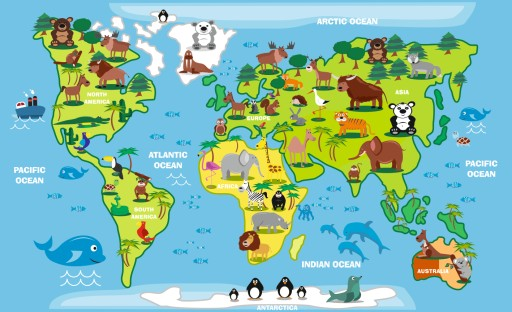 ARCTIC OCEAN
NORTH
AMERICA
EUROPE
ASIA
ATLANTIC
OCEAN
PACIFIC
OCEAN
PACIFIC
OCEAN
AFRICA
SOUTH
AMERICA
INDIAN OCEAN
AUSTRALIA
ANTARCTICA